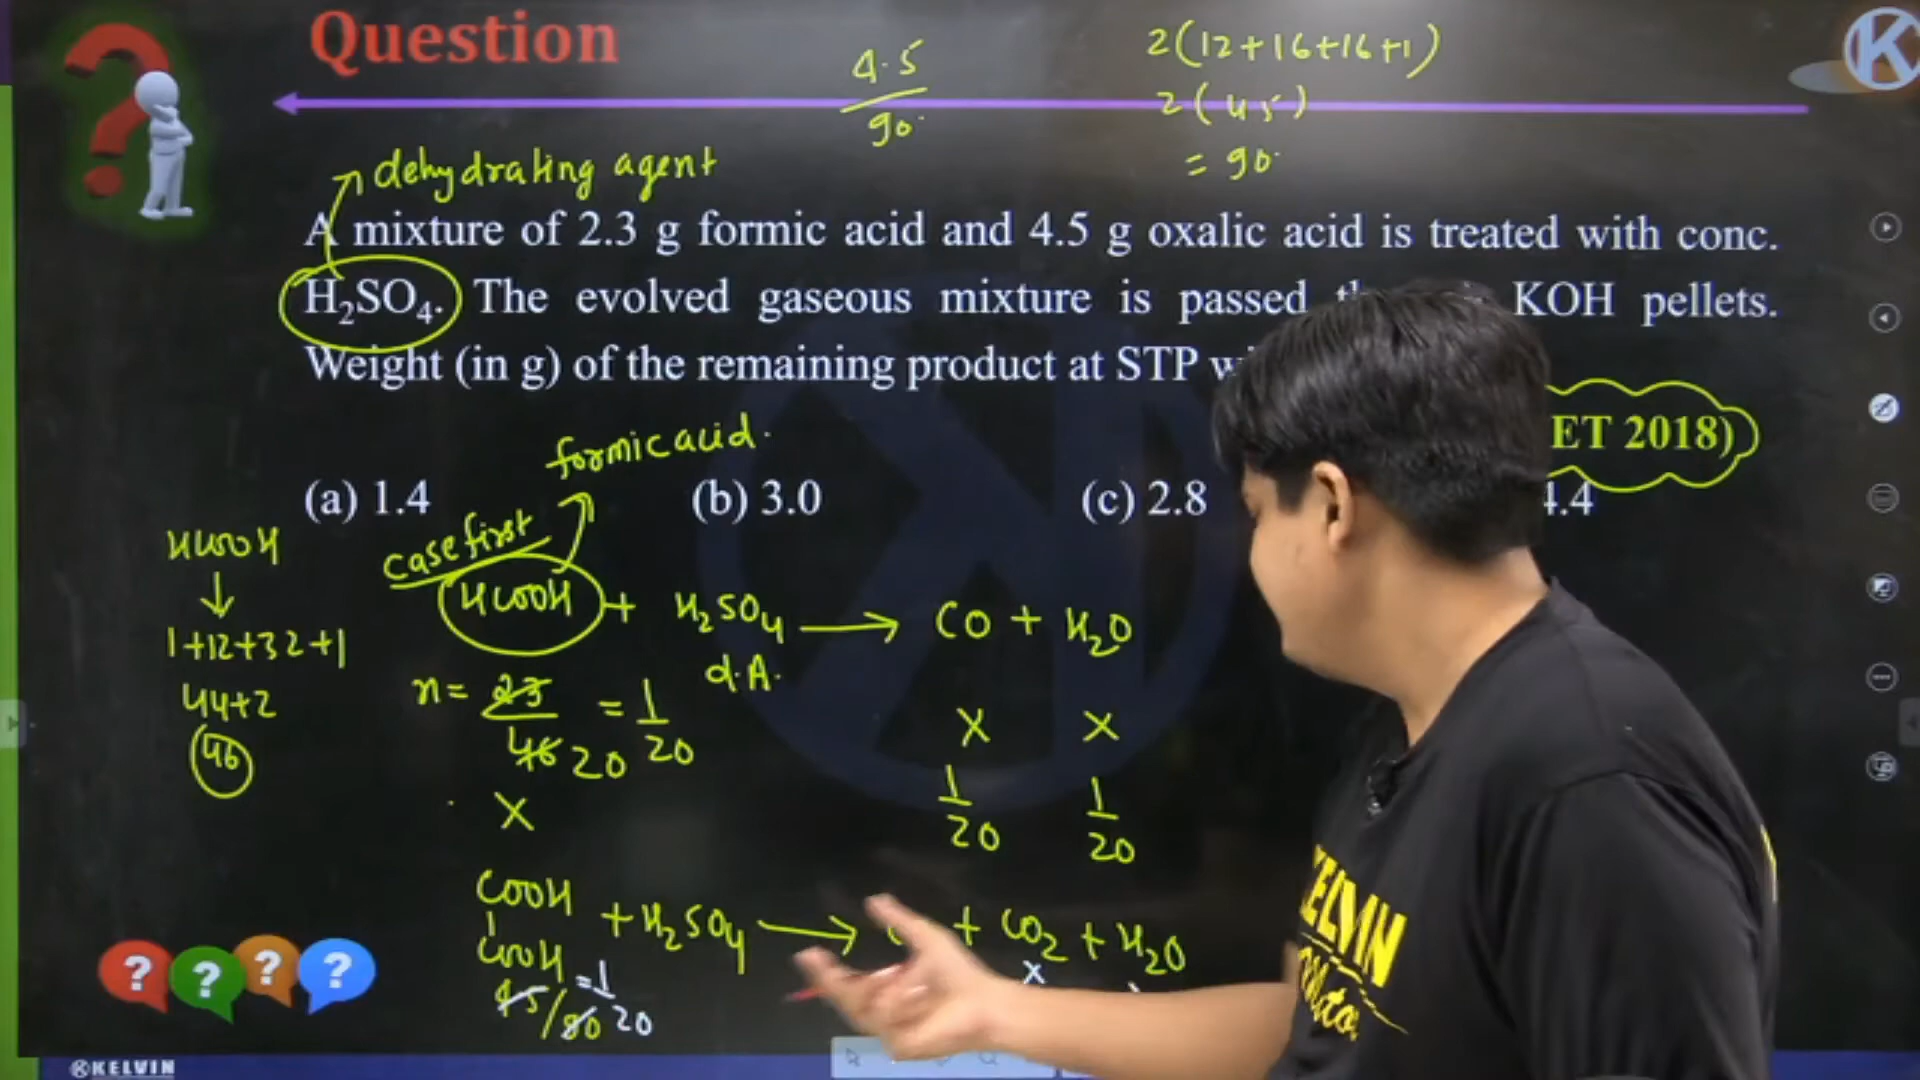 Question
4.5
90
2(12+16+16+1)
2(45)
= 90
dehydrating agent
A mixture of 2.3 g formic acid and 4.5 g oxalic acid is treated with conc.
H₂SO₄. The evolved gaseous mixture is passed KOH pellets.
Weight (in g) of the remaining product at STP
ET 2018)
formic acid.
(a) 1.4 (b) 3.0 (c) 2.8 4.4
case first
HCOOH
↓
1+12+32+1
44+2
46
HCOOH + H₂SO₄ → CO + H₂O
d.A.
n = 23 = 1
46 20 20
X X X
1 1
20 20
COOH
COOH
+ H₂SO₄ → + CO₂ + H₂O
X
45/90 20
=1
? ? ? ?
KELVIN
KELVIN
K